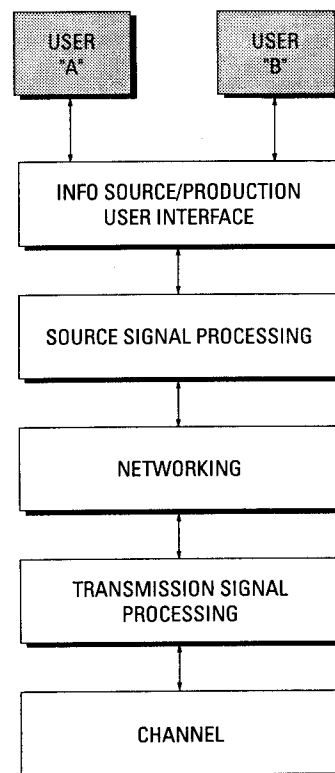 USER
"A"
USER
"B"
INFO SOURCE/PRODUCTION
USER INTERFACE
SOURCE SIGNAL PROCESSING
NETWORKING
TRANSMISSION SIGNAL
PROCESSING
CHANNEL